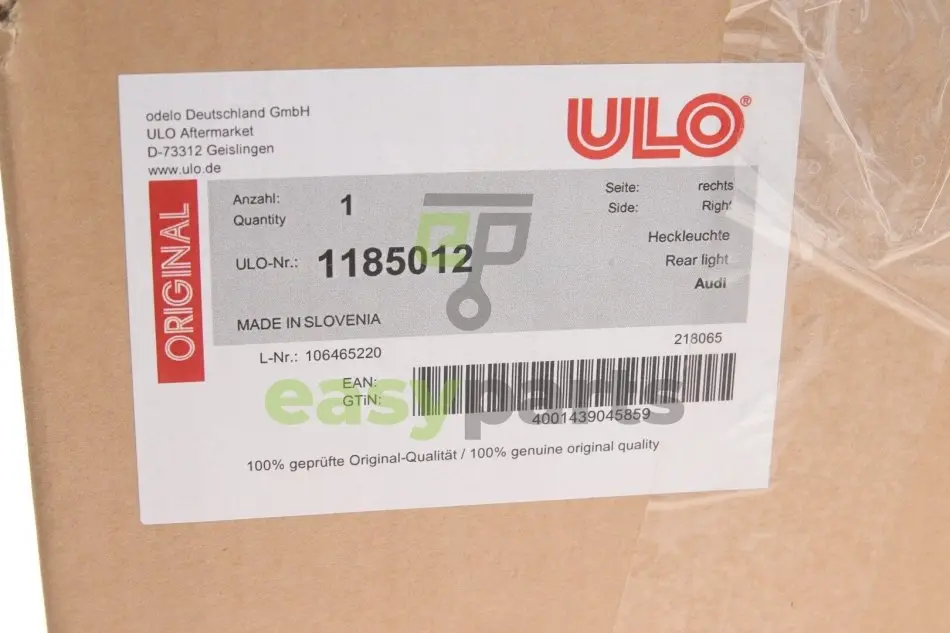 odelo Deutschland GmbH
ULO Aftermarket
D-73312 Geislingen
www.ulo.de
ULO®
ORIGINAL
Anzahl: 1
Quantity
Seite: rechts
Side: Right
ULO-Nr.: 1185012
Heckleuchte
Rear light
Audi
MADE IN SLOVENIA
L-Nr.: 106465220
218065
EAN:
GTiN:
4001439045859
easyparts
100% geprüfte Original-Qualität / 100% genuine original quality